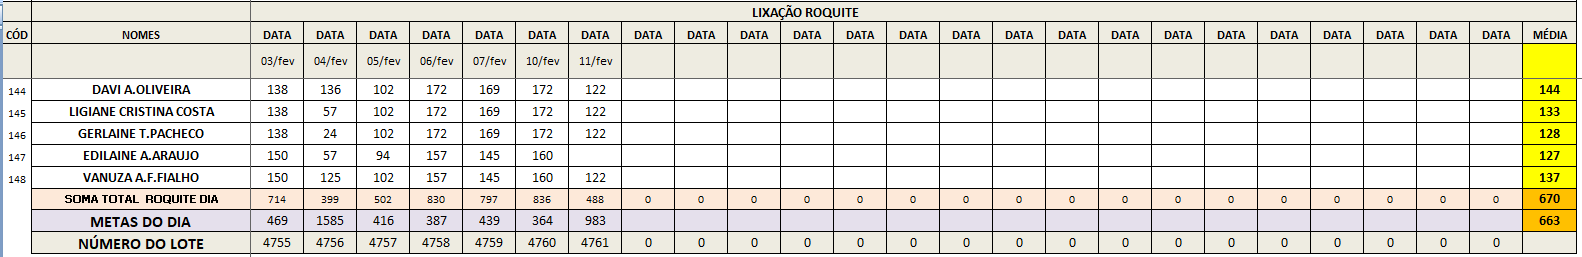 LIXAÇÃO ROQUITE
CÓD NOMES DATA DATA DATA DATA DATA DATA DATA DATA DATA DATA DATA DATA DATA DATA DATA DATA DATA DATA DATA DATA DATA DATA DATA DATA MÉDIA
03/fev 04/fev 05/fev 06/fev 07/fev 10/fev 11/fev
144 DAVI A.OLIVEIRA 138 136 102 172 169 172 122 144
145 LIGIANE CRISTINA COSTA 138 57 102 172 169 172 122 133
146 GERLAINE T.PACHECO 138 24 102 172 169 172 122 128
147 EDILAINE A.ARAUJO 150 57 94 157 145 160 127
148 VANUZA A.F.FIALHO 150 125 102 157 145 160 122 137
SOMA TOTAL ROQUITE DIA 714 399 502 830 797 836 488 0 0 0 0 0 0 0 0 0 0 0 0 0 0 0 0 0 670
METAS DO DIA 469 1585 416 387 439 364 983 663
NÚMERO DO LOTE 4755 4756 4757 4758 4759 4760 4761 0 0 0 0 0 0 0 0 0 0 0 0 0 0 0 0 0